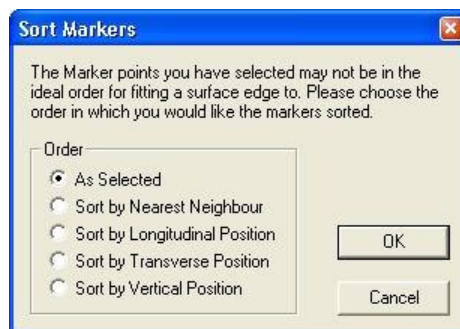 Sort Markers
The Marker points you have selected may not be in the
ideal order for fitting a surface edge to. Please choose the
order in which you would like the markers sorted.
Order
As Selected
Sort by Nearest Neighbour
Sort by Longitudinal Position
Sort by Transverse Position
Sort by Vertical Position
OK
Cancel